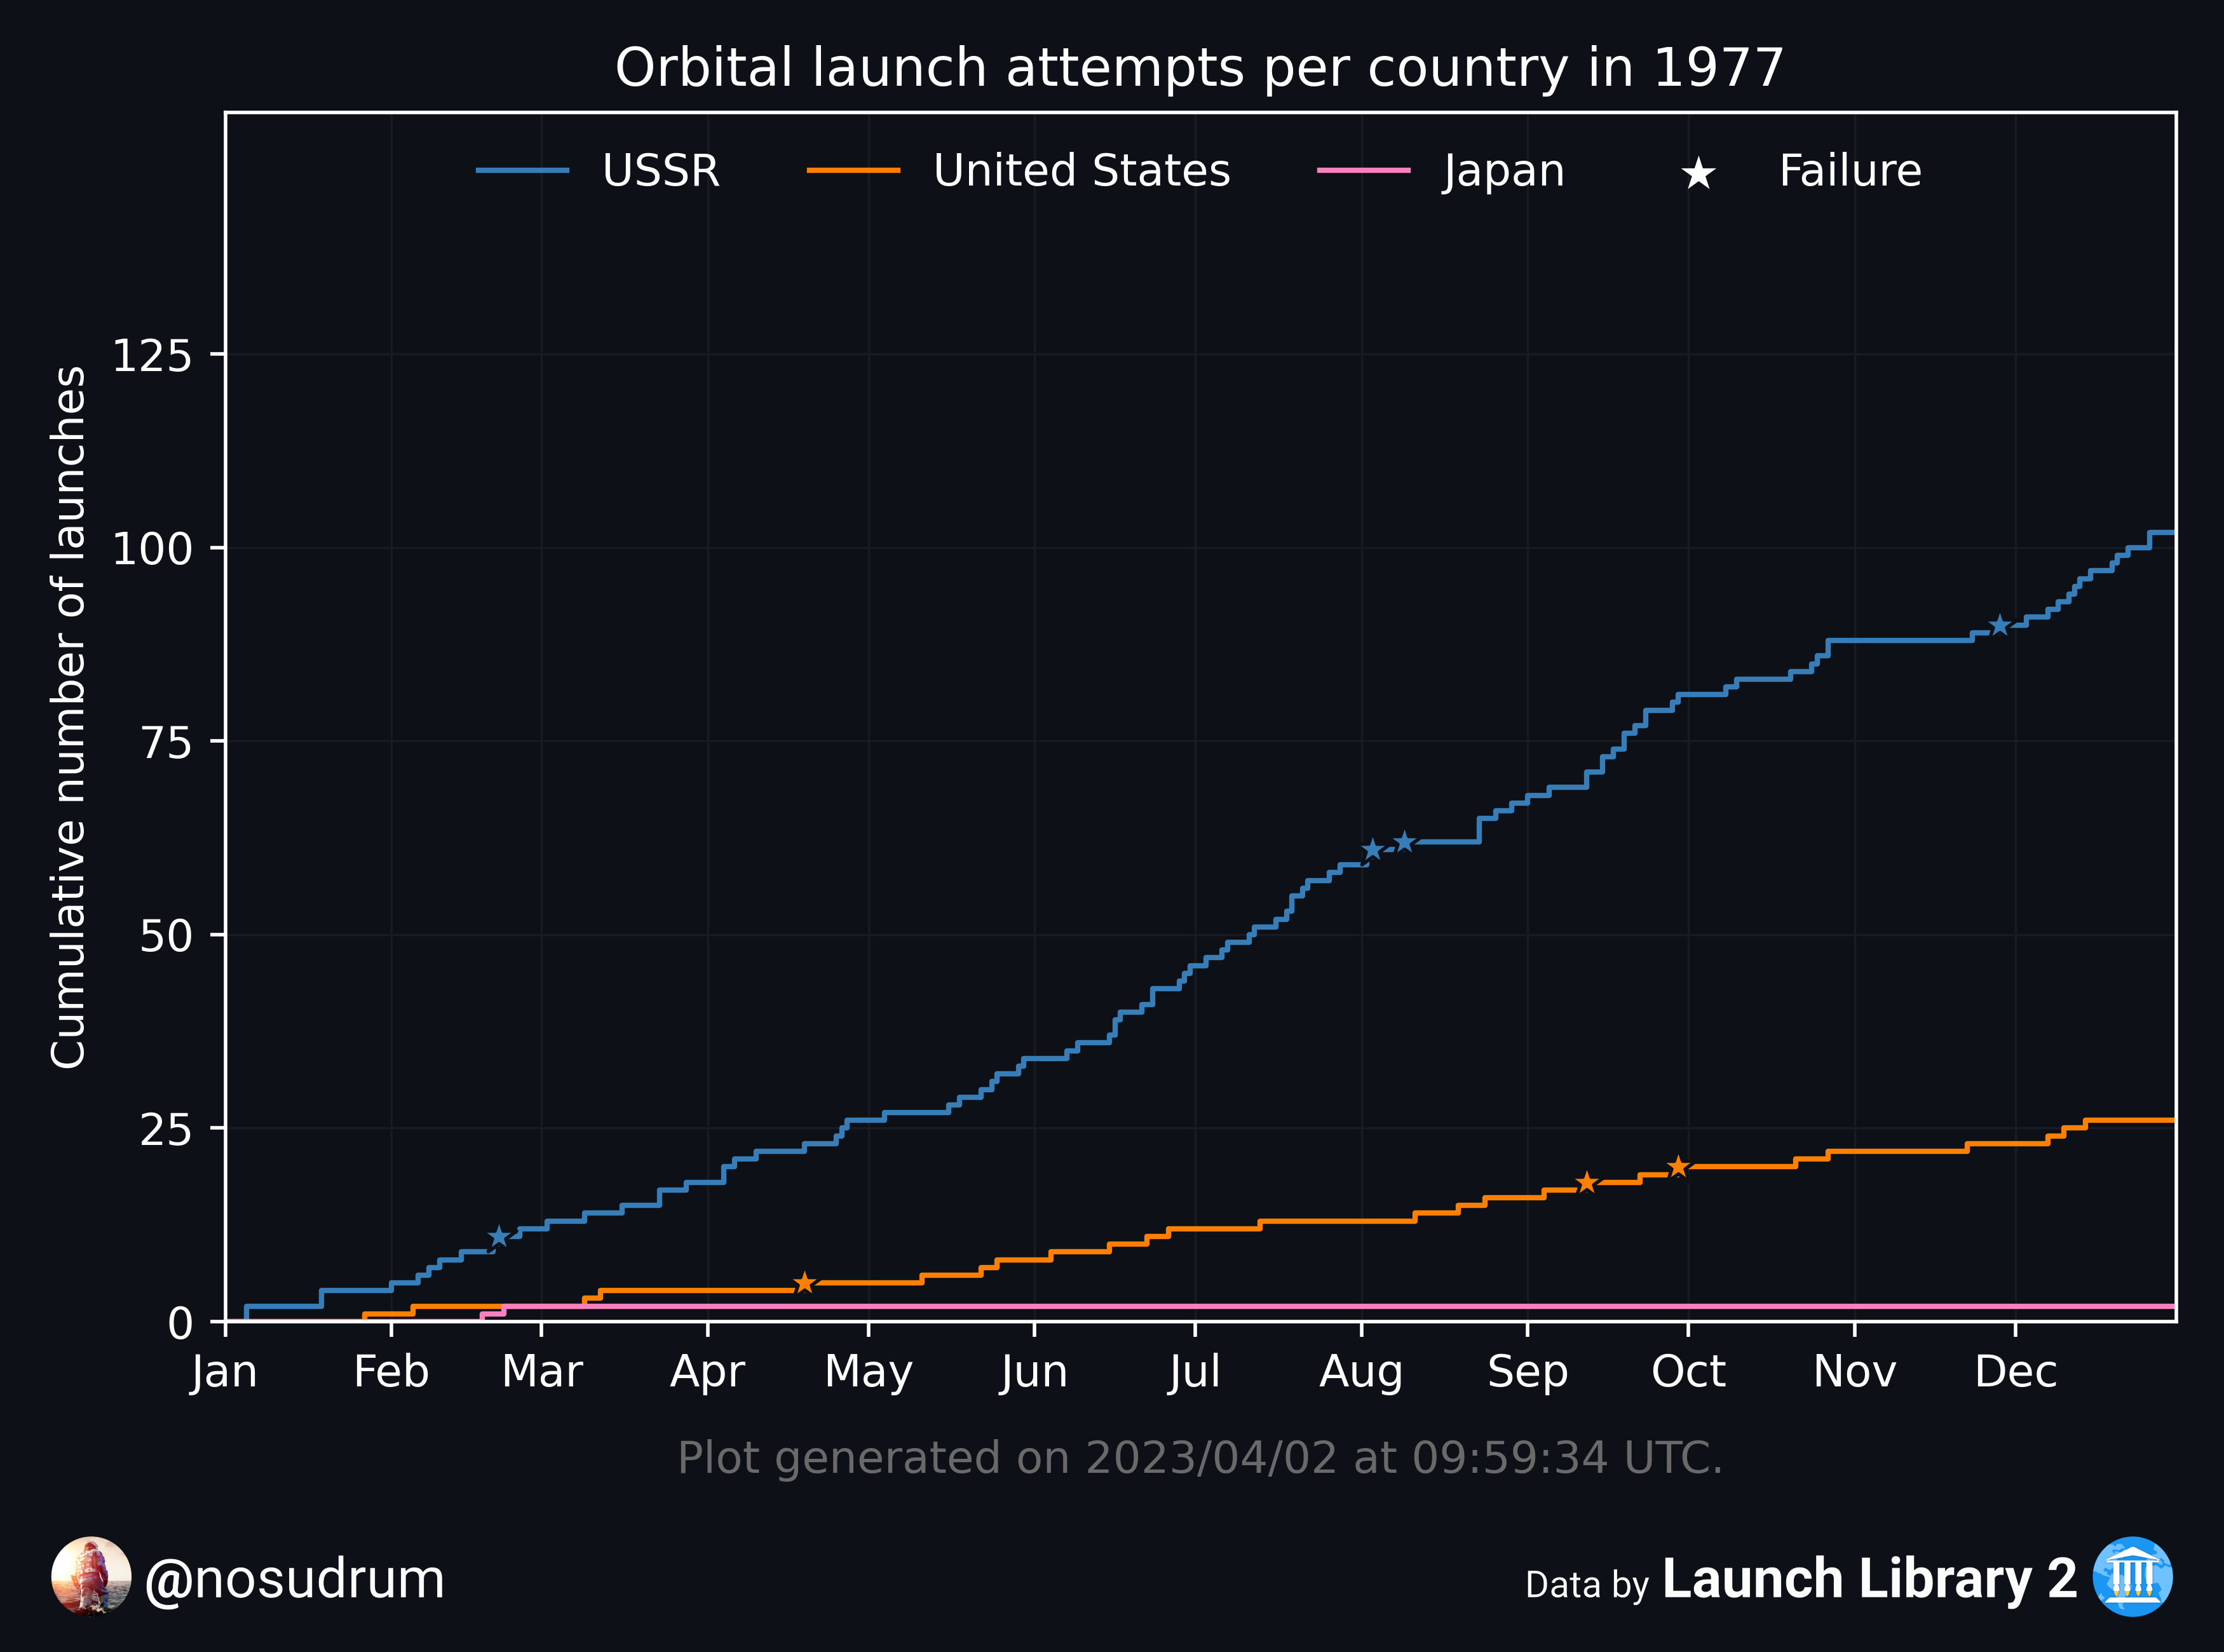 Orbital launch attempts per country in 1977
USSR United States Japan Failure
Cumulative number of launches
125
100
75
50
25
0
Jan Feb Mar Apr May Jun Jul Aug Sep Oct Nov Dec
Plot generated on 2023/04/02 at 09:59:34 UTC.
@nosudrum
Data by Launch Library 2